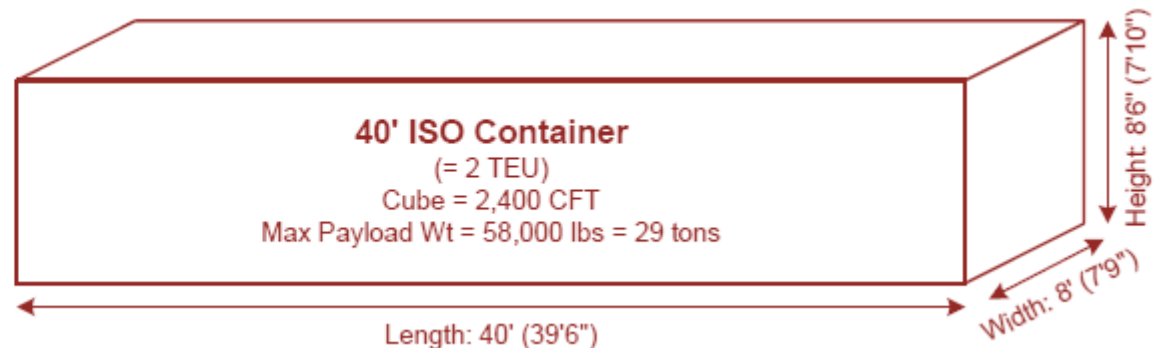 40' ISO Container
(= 2 TEU)
Cube = 2,400 CFT
Max Payload Wt = 58,000 lbs = 29 tons
Height: 8'6" (7'10")
Width: 8' (7'9")
Length: 40' (39'6")